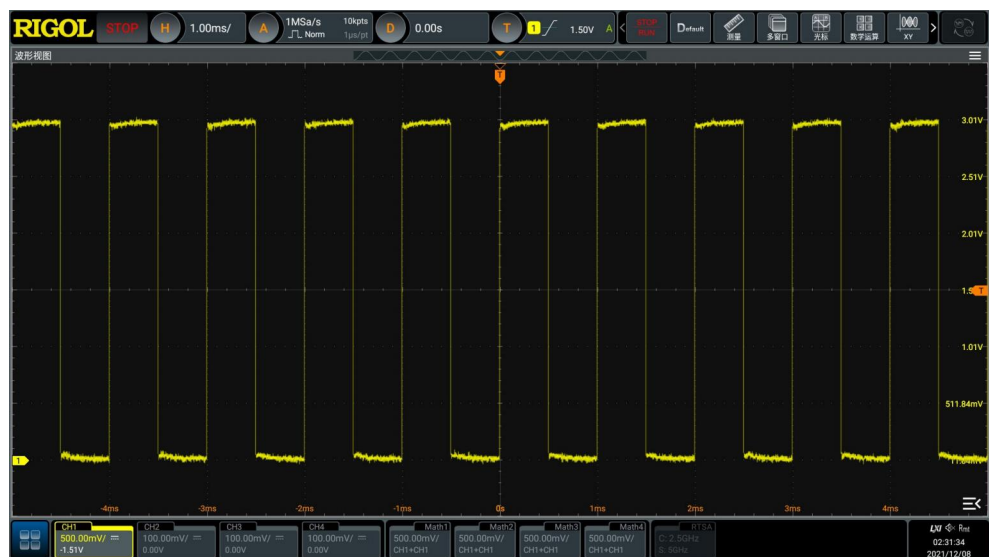 RIGOL STOP H 1.00ms/ A 1MSa/s 10kpts Norm 1μs/pt D 0.00s T 1 1.50V A < STOP RUN Default 测量 多窗口 光标 数学运算 XY >
波形视图
T
3.01V
2.51V
2.01V
T
1.01V
511.84mV
1
-4ms -3ms -2ms -1ms 0s 1ms 2ms 3ms 4ms
CH1 CH2 CH3 CH4 Math1 Math2 Math3 Math4 RTSA
500.00mV/ 100.00mV/ 100.00mV/ 100.00mV/ 500.00mV/ 500.00mV/ 500.00mV/ 500.00mV/ C: 2.5GHz
-1.51V 0.00V 0.00V 0.00V CH1+CH1 CH1+CH1 CH1+CH1 CH1+CH1 S: 5GHz
LXI Rmt
02:31:34
2021/12/08